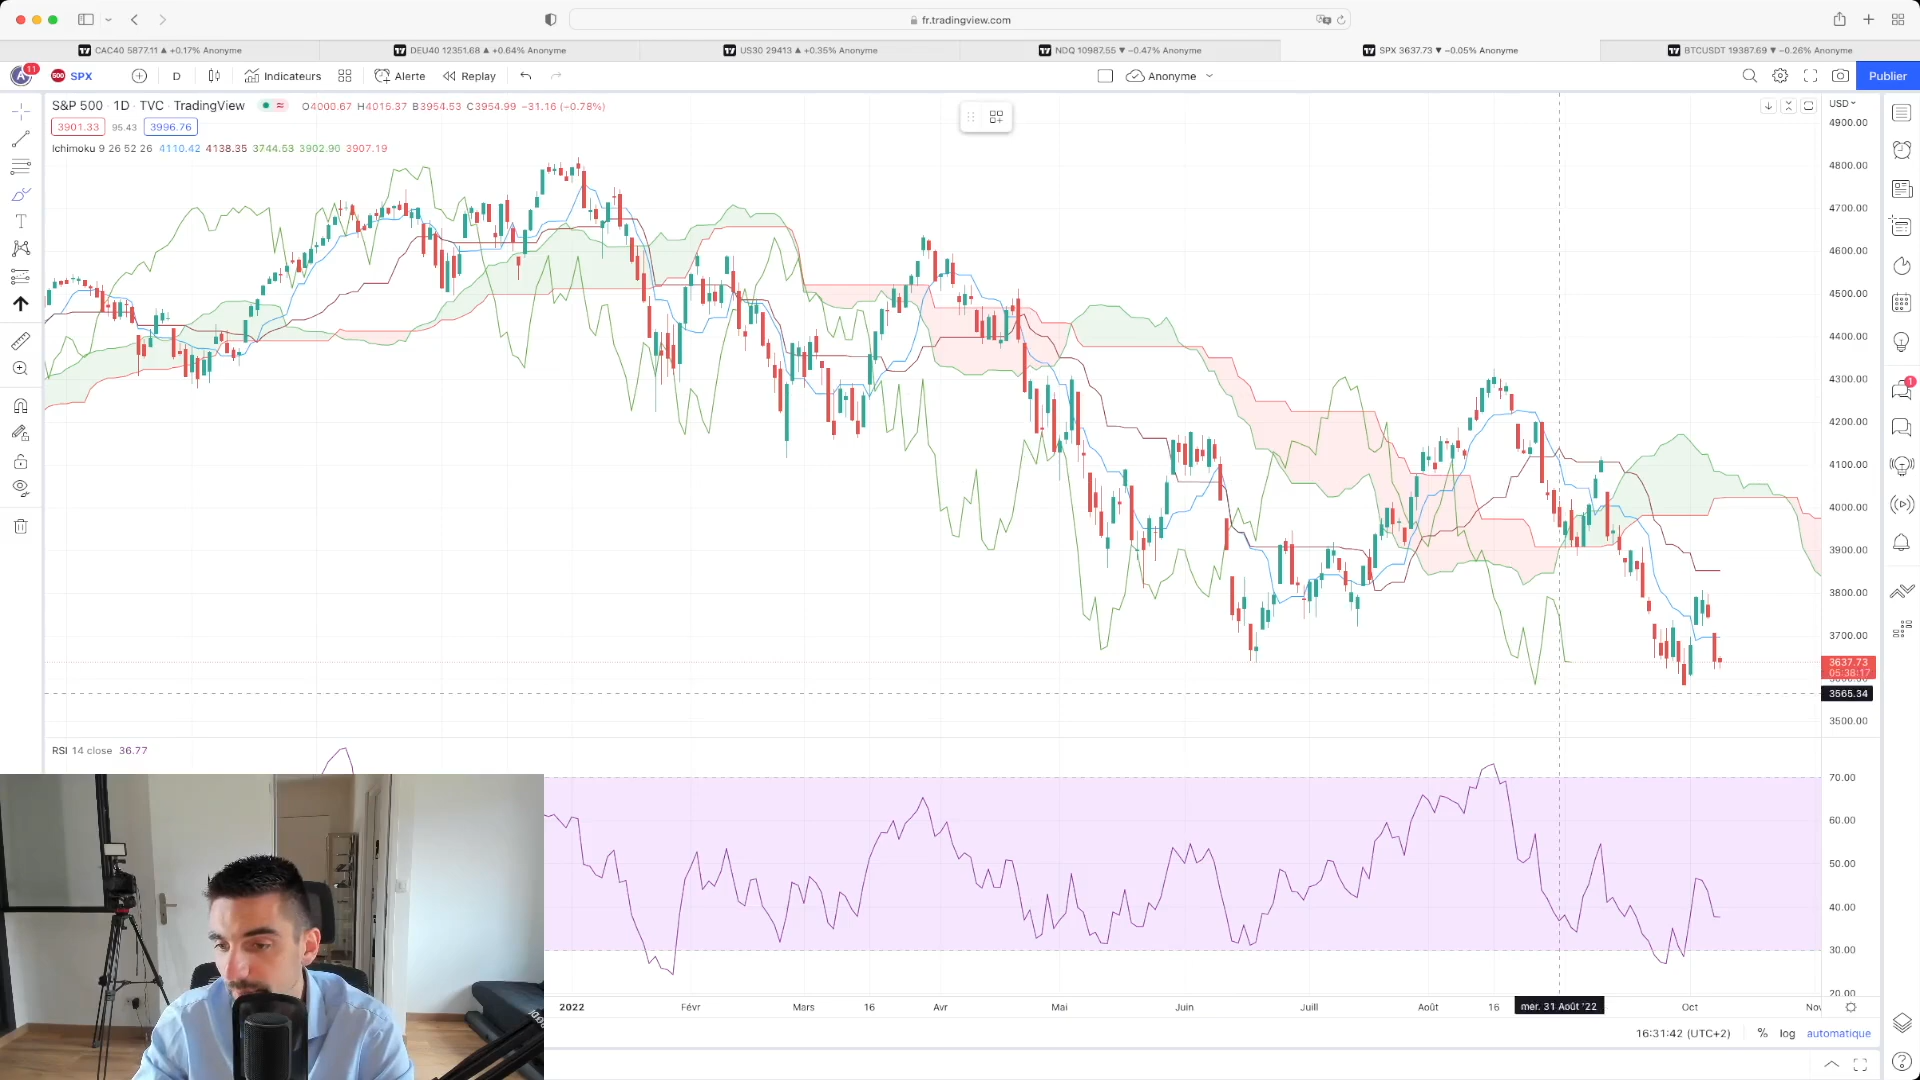 fr.tradingview.com
CAC40 5877.11 ▲ +0.17% Anonyme
DEU40 12351.68 ▲ +0.64% Anonyme
US30 29413 ▲ +0.35% Anonyme
NDQ 10987.55 ▼ −0.47% Anonyme
SPX 3637.73 ▼ −0.05% Anonyme
BTCUSDT 19387.69 ▼ −0.26% Anonyme
A 11 500 SPX D Indicateurs Alerte Replay Anonyme Publier
S&P 500 · 1D · TVC · TradingView O4000.67 H4015.37 B3954.53 C3954.99 −31.16 (−0.78%)
USD
3901.33 95.43 3996.76
Ichimoku 9 26 52 26 4110.42 4138.35 3744.53 3902.90 3907.19
4900.00
4800.00
4700.00
4600.00
4500.00
4400.00
4300.00
1
4200.00
4100.00
4000.00
3900.00
3800.00
3700.00
3637.73
05:38:17
3565.34
3500.00
RSI 14 close 36.77
70.00
60.00
50.00
40.00
30.00
20.00
2022 Févr Mars 16 Avr Mai Juin Juill Août 16 mer. 31 Août '22 Oct Nov
16:31:42 (UTC+2) % log automatique